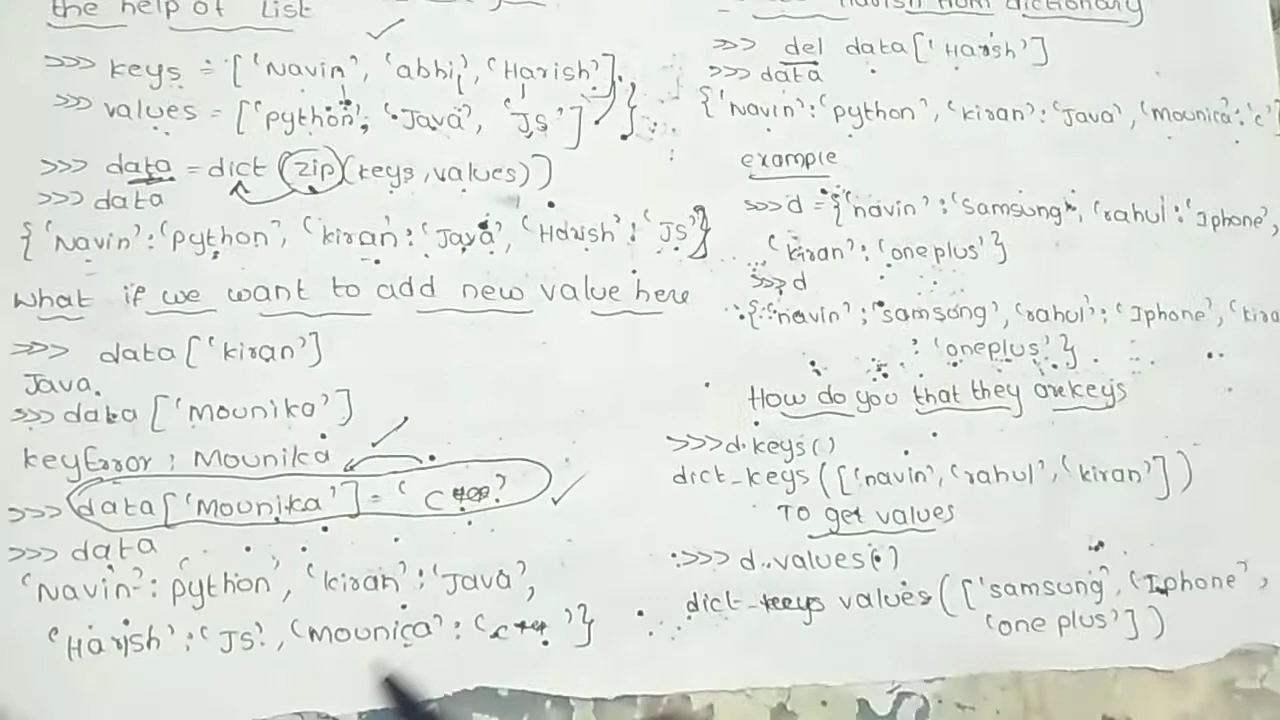 the help of list
>>> keys = ['Navin', 'abhi', 'Harish']
>>> values = ['python', 'Java', 'JS']
>>> data = dict (zip(keys,values))
>>> data
{'Navin':'python', 'kiran':'Java', 'Harish':'JS'}
what if we want to add new value here
>>> data['kiran']
Java.
>>> data['Mounika']
keyError : Mounika
>>> data['Mounika'] = 'C
>>> data
'Navin': python', 'kiran':'Java',
'Harish':'JS', 'mounica':'C '}
from dictionary
>>> del data['Harish']
>>> data
{'Navin':'python', 'kiran':'Java', 'mounica':'c'
example
>>> d = {'navin':'Samsung', 'rahul:'Iphone',
'kiran':'oneplus'}
>>> d
{'navin':'samsong', 'rahul':'Iphone', 'kira
: 'oneplus'}
How do you that they are keys
>>> d.keys()
dict_keys(['navin','rahul','kiran'])
To get values
>>> d.values()
dict_keys values(['samsung','Iphone',
'one plus'])